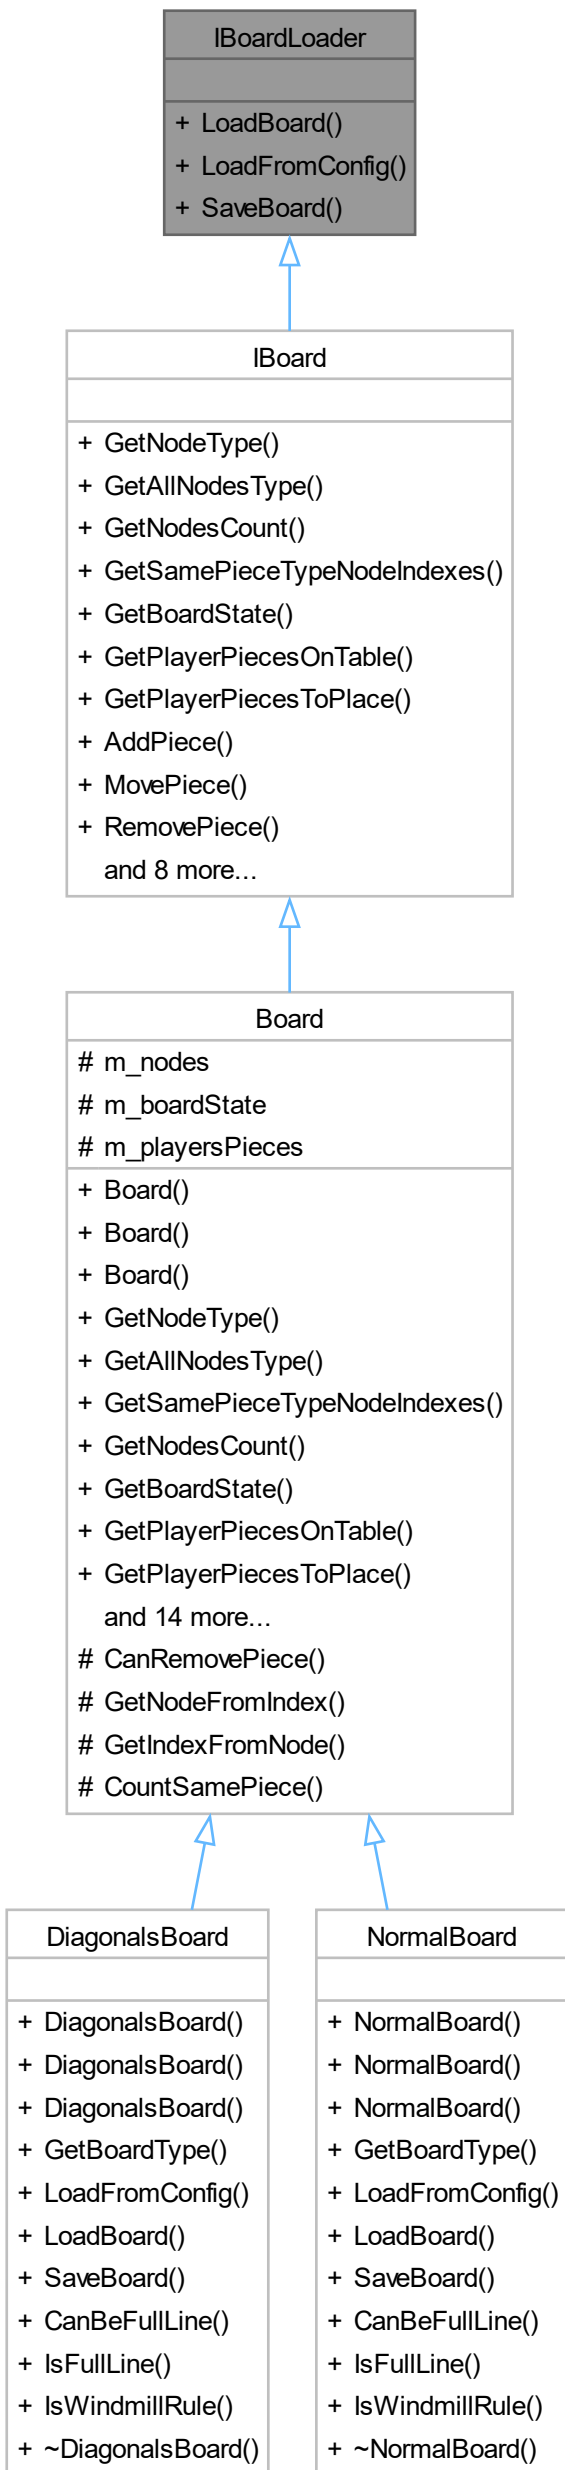 IBoardLoader
+ LoadBoard()
+ LoadFromConfig()
+ SaveBoard()
IBoard
+ GetNodeType()
+ GetAllNodesType()
+ GetNodesCount()
+ GetSamePieceTypeNodeIndexes()
+ GetBoardState()
+ GetPlayerPiecesOnTable()
+ GetPlayerPiecesToPlace()
+ AddPiece()
+ MovePiece()
+ RemovePiece()
and 8 more...
Board
# m_nodes
# m_boardState
# m_playersPieces
+ Board()
+ Board()
+ Board()
+ GetNodeType()
+ GetAllNodesType()
+ GetSamePieceTypeNodeIndexes()
+ GetNodesCount()
+ GetBoardState()
+ GetPlayerPiecesOnTable()
+ GetPlayerPiecesToPlace()
and 14 more...
# CanRemovePiece()
# GetNodeFromIndex()
# GetIndexFromNode()
# CountSamePiece()
DiagonalsBoard
+ DiagonalsBoard()
+ DiagonalsBoard()
+ DiagonalsBoard()
+ GetBoardType()
+ LoadFromConfig()
+ LoadBoard()
+ SaveBoard()
+ CanBeFullLine()
+ IsFullLine()
+ IsWindmillRule()
+ ~DiagonalsBoard()
NormalBoard
+ NormalBoard()
+ NormalBoard()
+ NormalBoard()
+ GetBoardType()
+ LoadFromConfig()
+ LoadBoard()
+ SaveBoard()
+ CanBeFullLine()
+ IsFullLine()
+ IsWindmillRule()
+ ~NormalBoard()